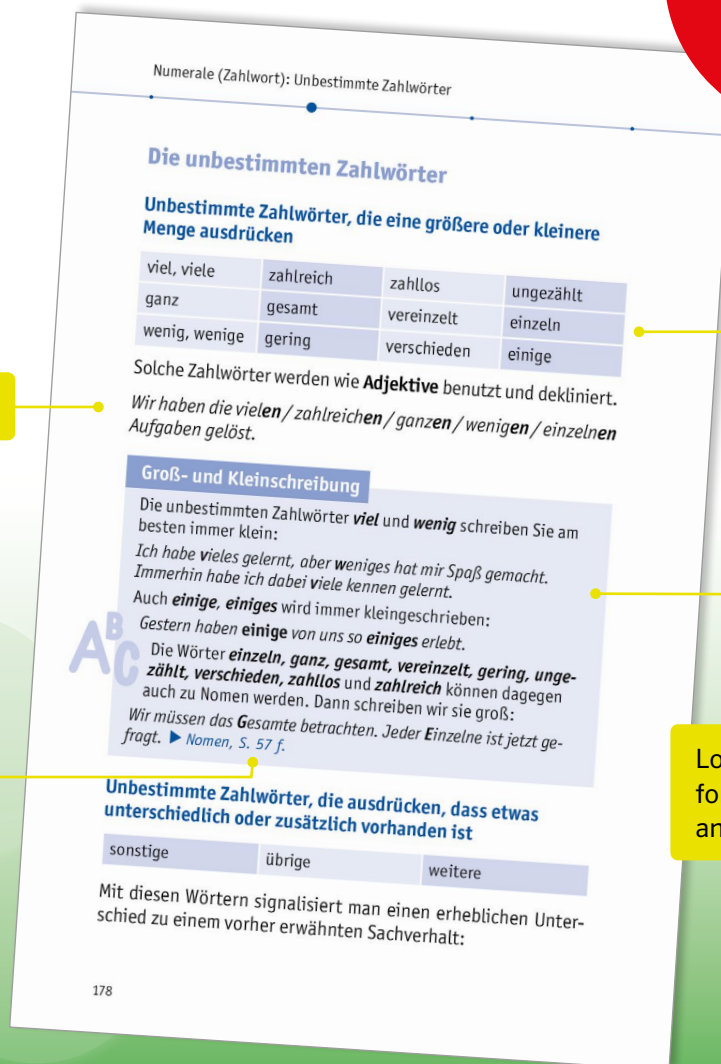 Numerale (Zahlwort): Unbestimmte Zahlwörter
Die unbestimmten Zahlwörter
Unbestimmte Zahlwörter, die eine größere oder kleinere
Menge ausdrücken
viel, viele zahlreich zahllos ungezählt
ganz gesamt vereinzelt einzeln
wenig, wenige gering verschieden einige
Solche Zahlwörter werden wie Adjektive benutzt und dekliniert.
Wir haben die vielen / zahlreichen / ganzen / wenigen / einzelnen
Aufgaben gelöst.
Groß- und Kleinschreibung
Die unbestimmten Zahlwörter viel und wenig schreiben Sie am
besten immer klein:
Ich habe vieles gelernt, aber weniges hat mir Spaß gemacht.
Immerhin habe ich dabei viele kennen gelernt.
Auch einige, einiges wird immer kleingeschrieben:
Gestern haben einige von uns so einiges erlebt.
ABC
Die Wörter einzeln, ganz, gesamt, vereinzelt, gering, unge-
zählt, verschieden, zahllos und zahlreich können dagegen
auch zu Nomen werden. Dann schreiben wir sie groß:
Wir müssen das Gesamte betrachten. Jeder Einzelne ist jetzt ge-
fragt. ▶ Nomen, S. 57 f.
Unbestimmte Zahlwörter, die ausdrücken, dass etwas
unterschiedlich oder zusätzlich vorhanden ist
sonstige übrige weitere
Mit diesen Wörtern signalisiert man einen erheblichen Unter-
schied zu einem vorher erwähnten Sachverhalt:
178
Lo
fo
an